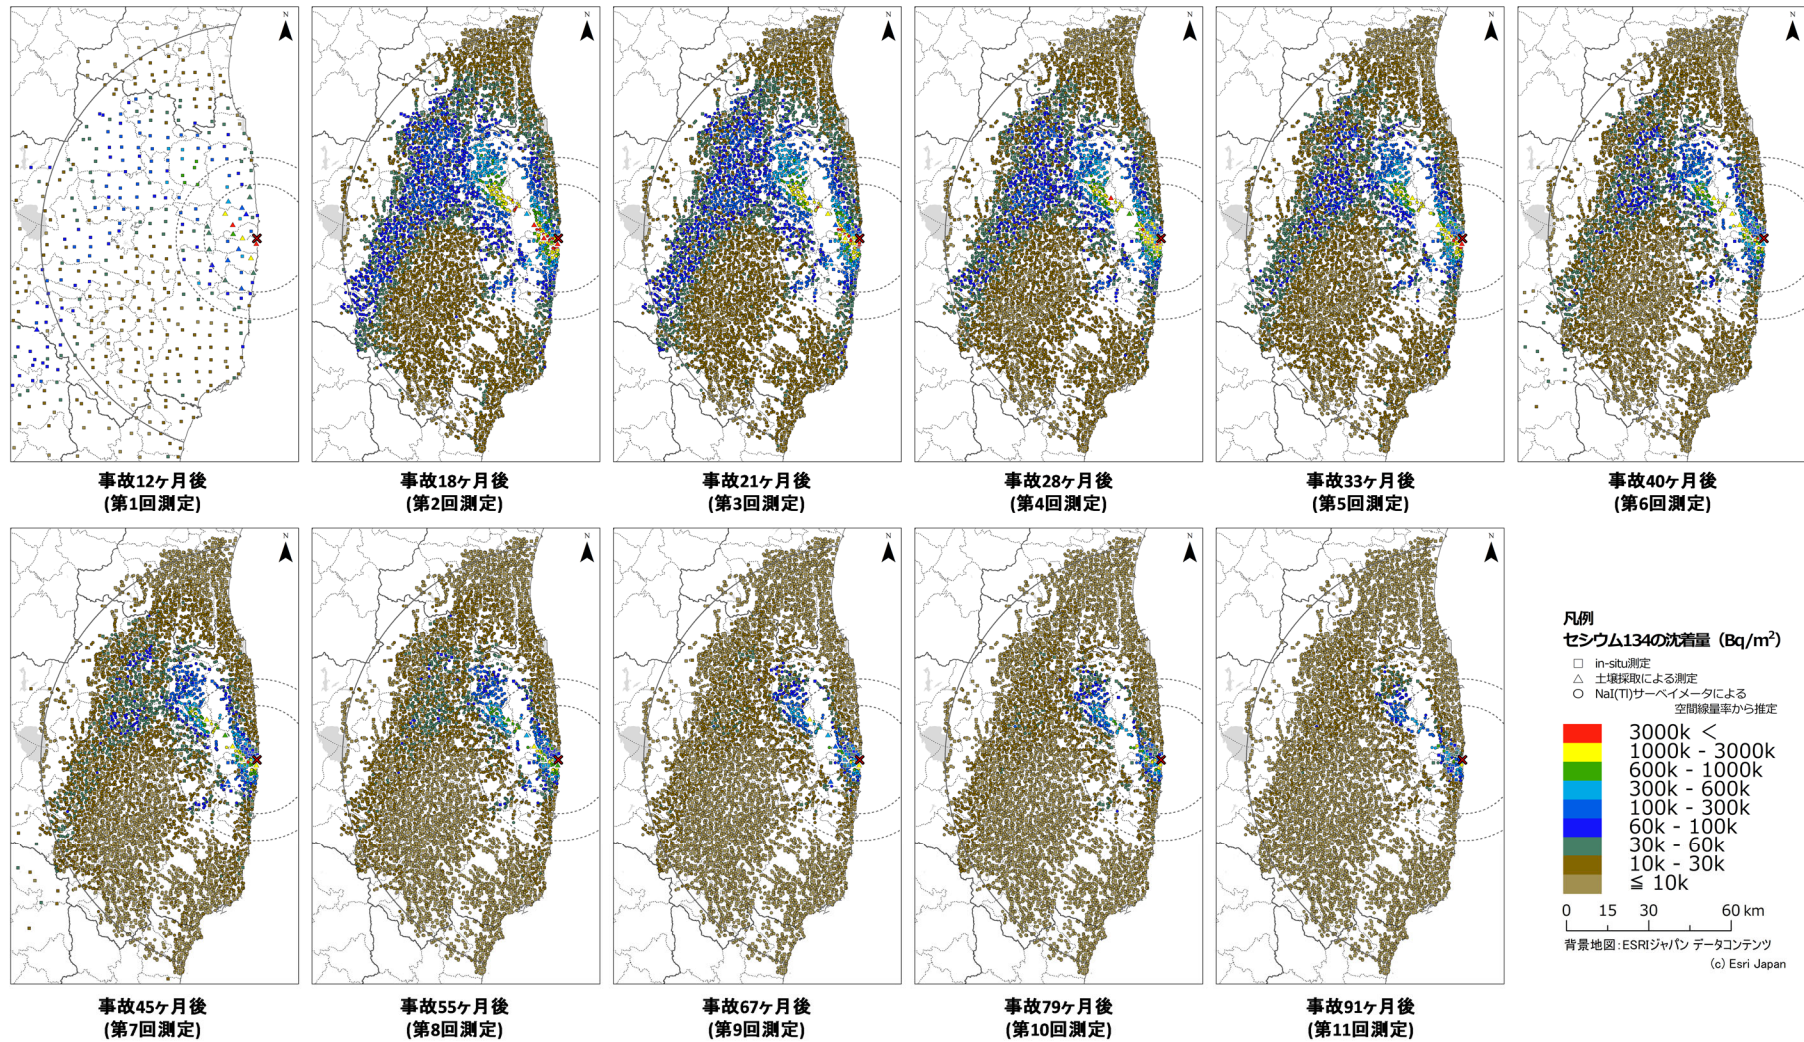 N
N
N
N
N
N
事故12ヶ月後
(第1回測定)
事故18ヶ月後
(第2回測定)
事故21ヶ月後
(第3回測定)
事故28ヶ月後
(第4回測定)
事故33ヶ月後
(第5回測定)
事故40ヶ月後
(第6回測定)
N
N
N
N
N
事故45ヶ月後
(第7回測定)
事故55ヶ月後
(第8回測定)
事故67ヶ月後
(第9回測定)
事故79ヶ月後
(第10回測定)
事故91ヶ月後
(第11回測定)
凡例
セシウム134の沈着量（Bq/m²）
in-situ測定
土壌採取による測定
NaI(Tl)サーベイメータによる
空間線量率から推定
3000k <
1000k - 3000k
600k - 1000k
300k - 600k
100k - 300k
60k - 100k
30k - 60k
10k - 30k
≦ 10k
0 15 30 60 km
背景地図：ESRIジャパン データコンテンツ
(c) Esri Japan